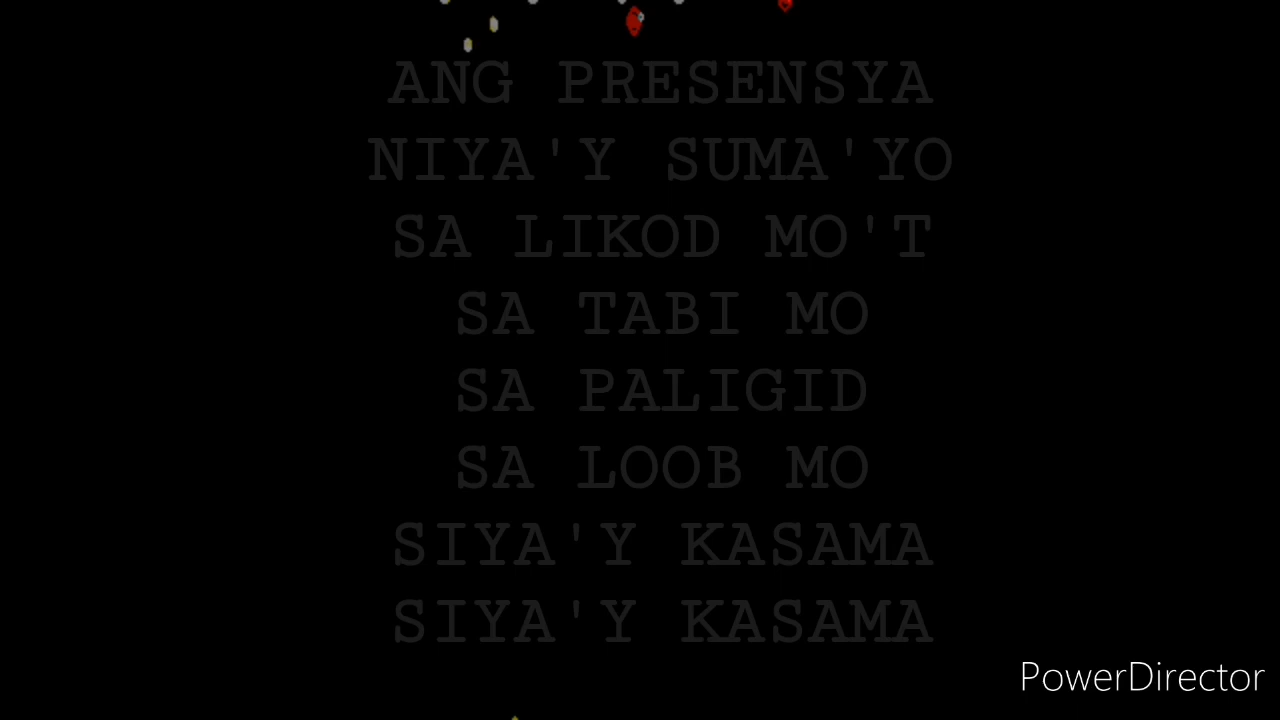 ANG PRESENSYA
NIYA'Y SUMA'YO
SA LIKOD MO'T
SA TABI MO
SA PALIGID
SA LOOB MO
SIYA'Y KASAMA
SIYA'Y KASAMA
PowerDirector